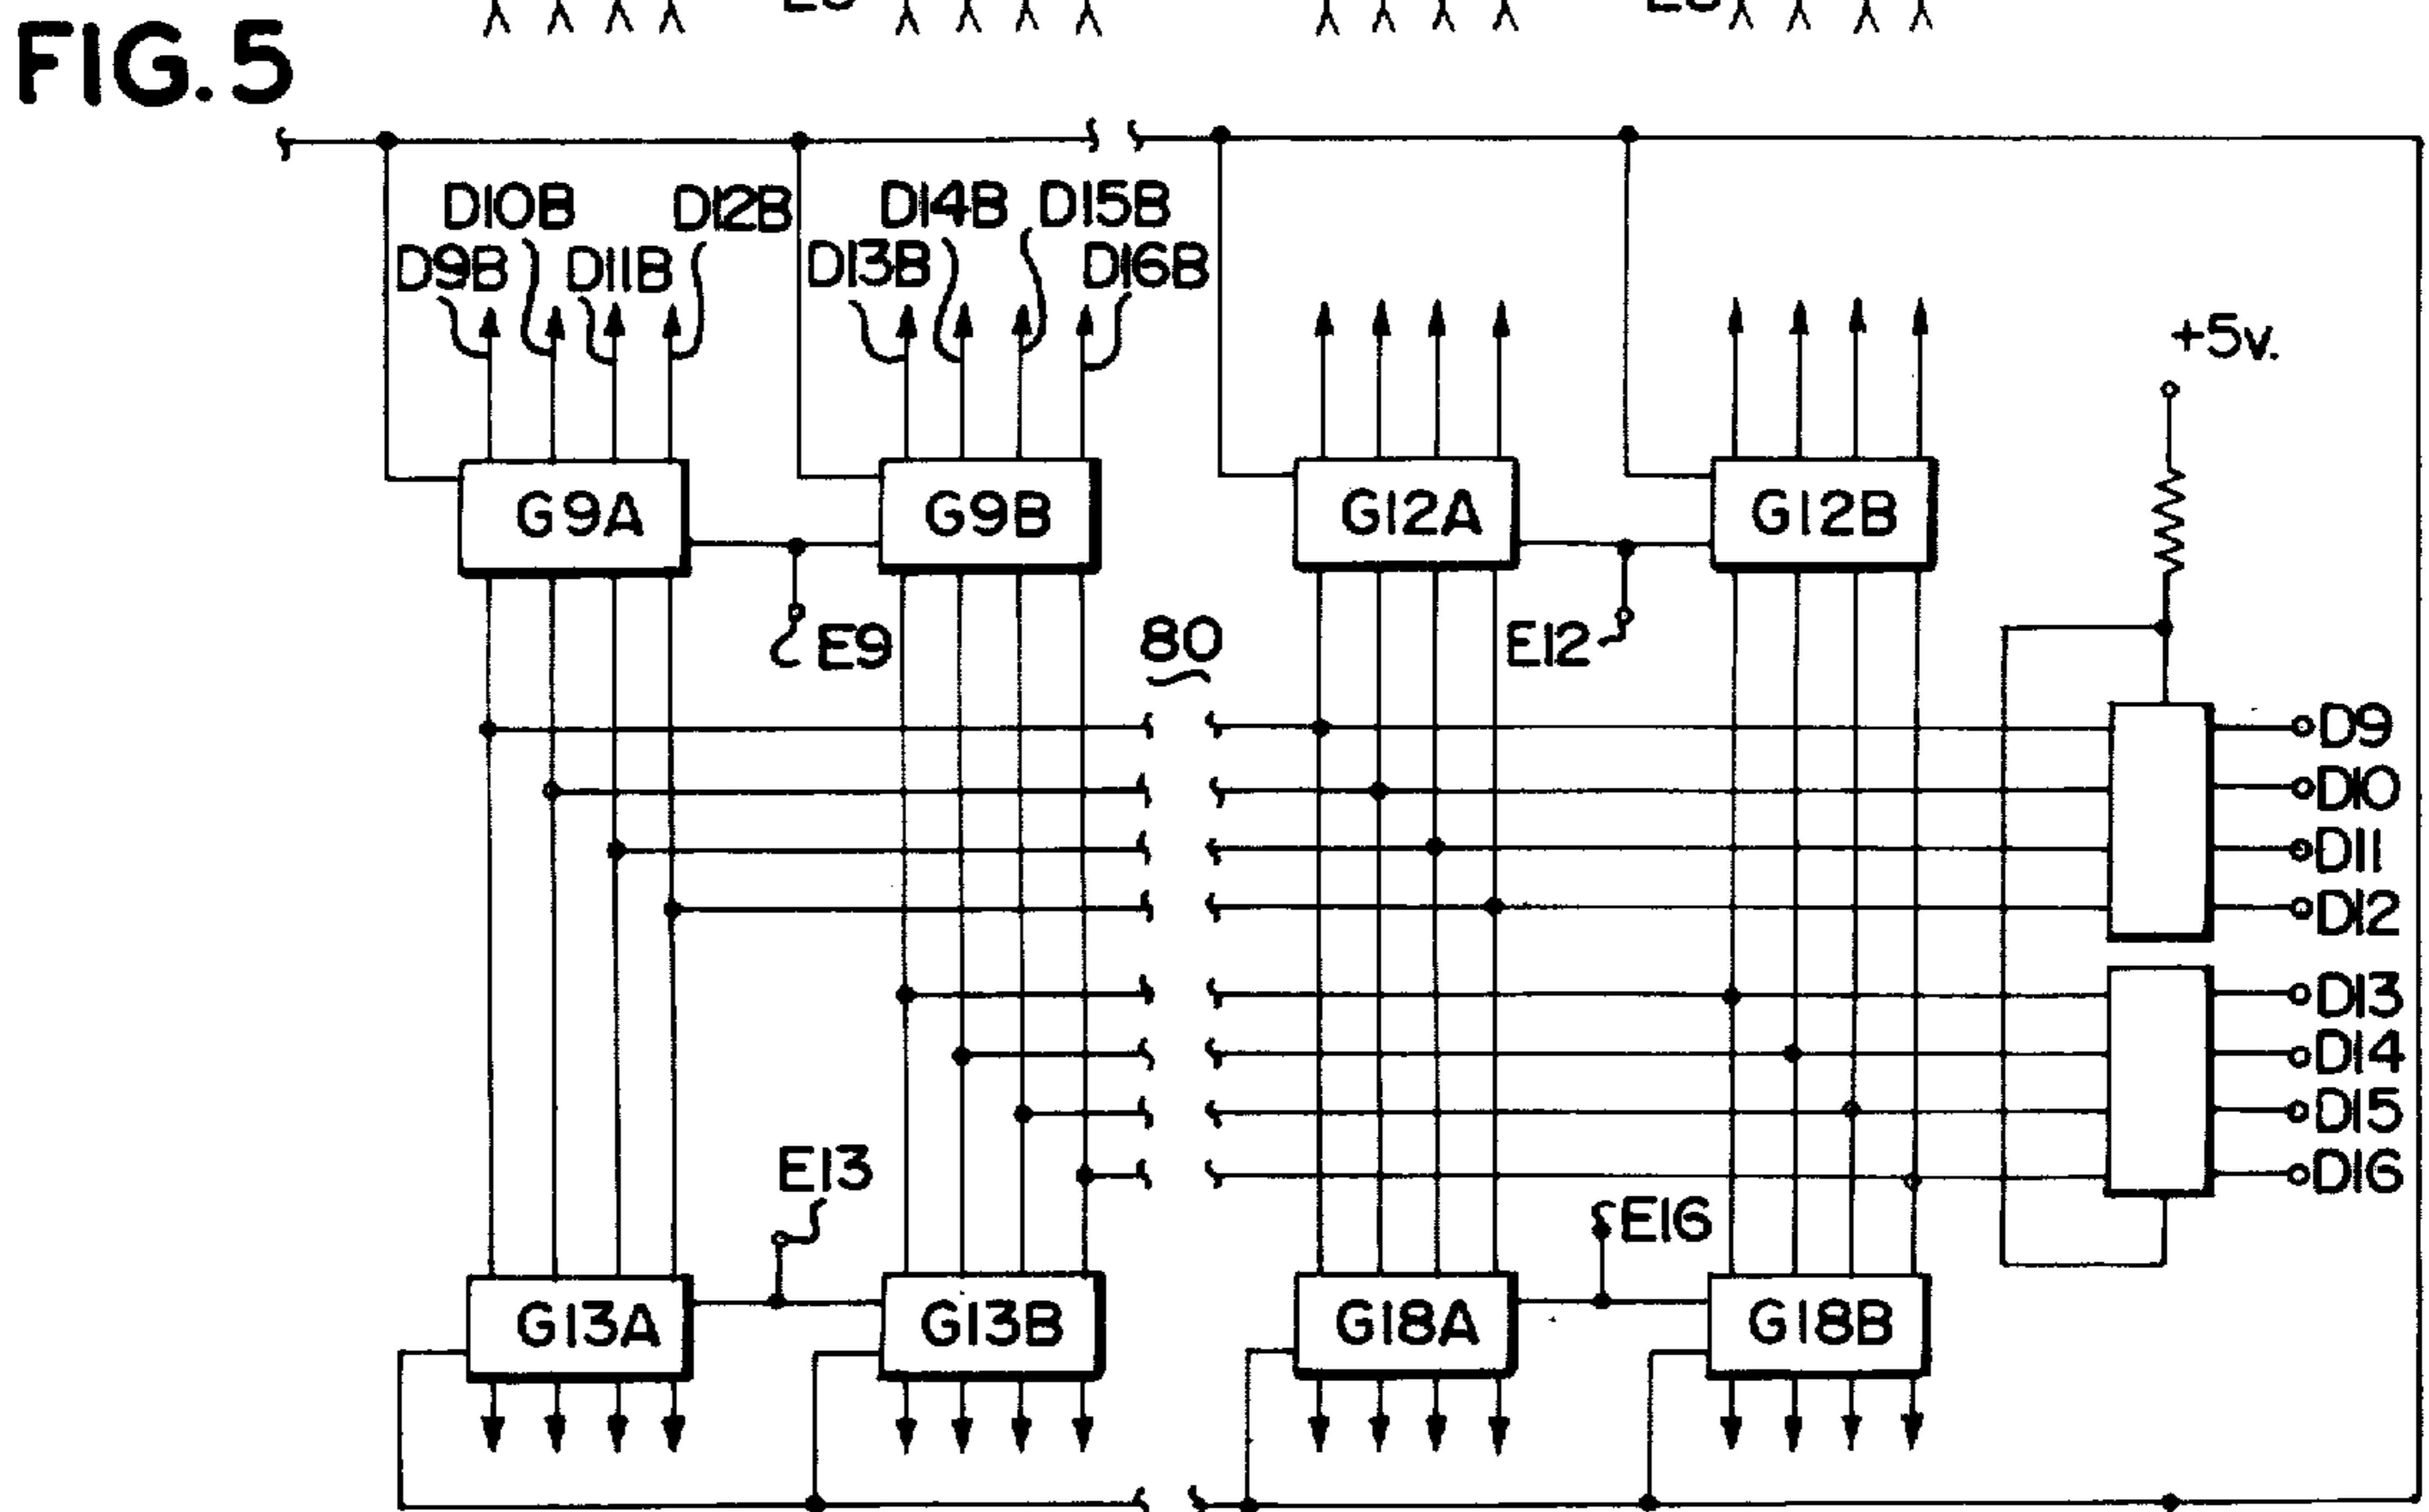 FIG. 5
D10B D12B D14B D15B
D9B D11B D13B D16B
+5v.
G9A G9B G12A G12B
E9 80 E12
D9
D10
D11
D12
D13
D14
D15
E13 D16
E16
G13A G13B G18A G18B